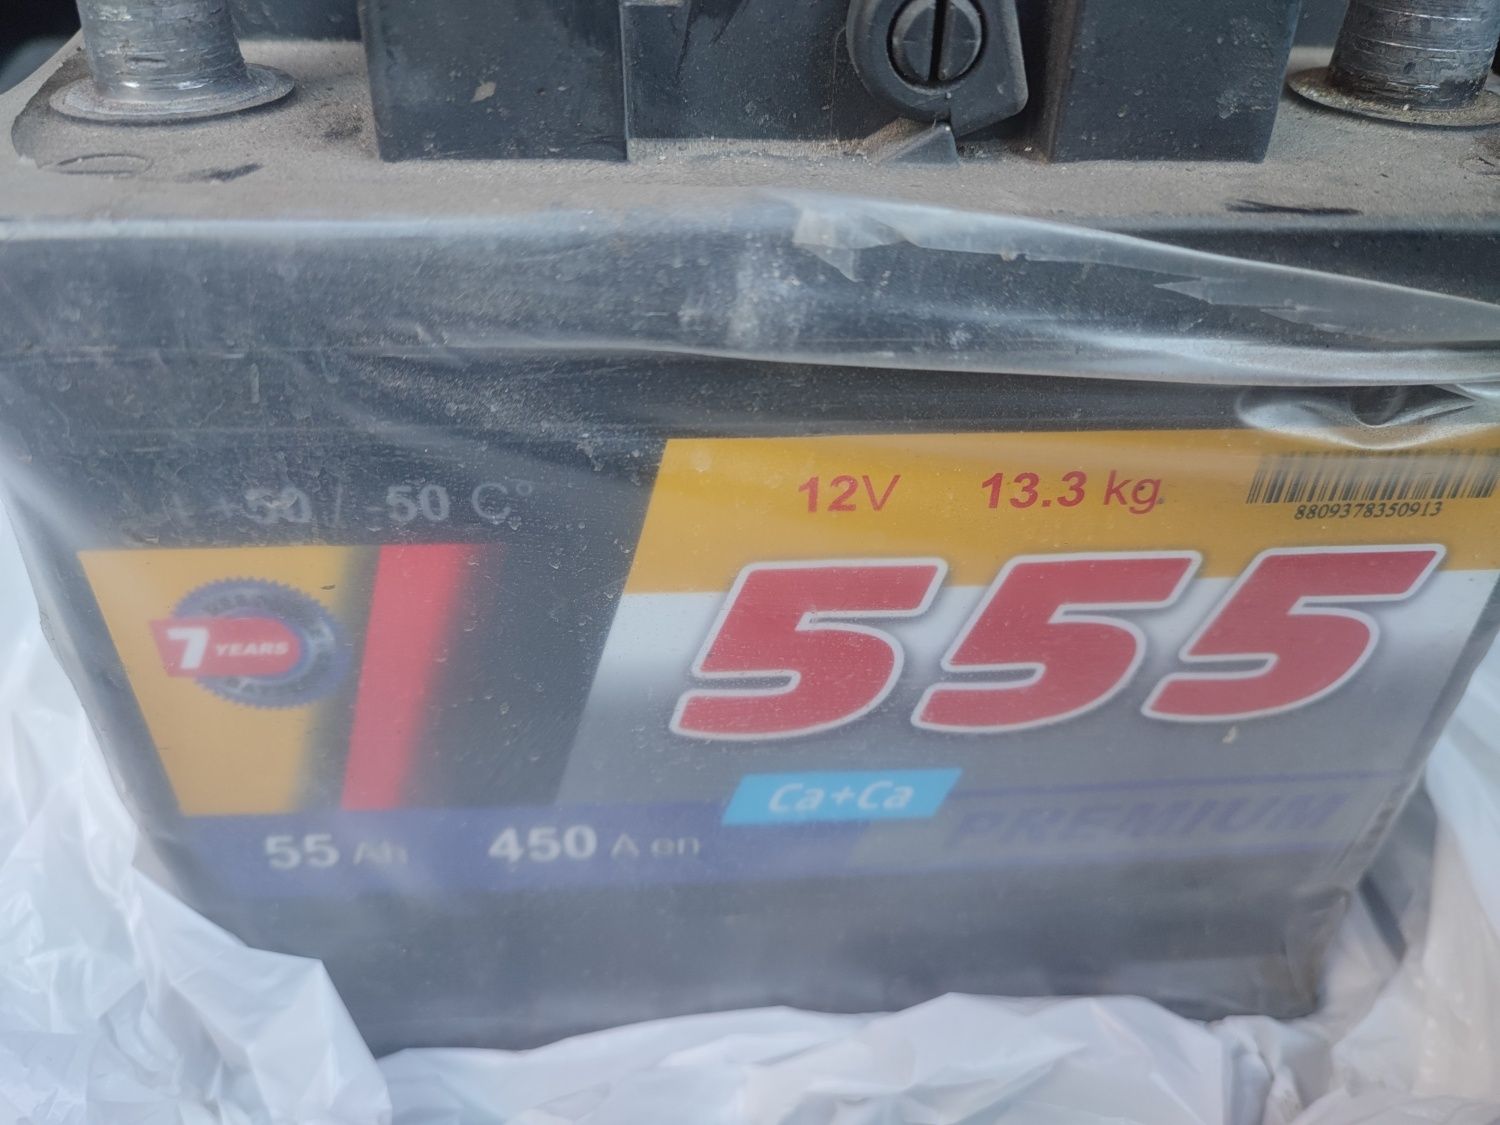 +50 / 50 C°
12V 13.3 kg.
8809378350913
7 YEARS
555
Ca+Ca
PREMIUM
55 Ah 450 A en